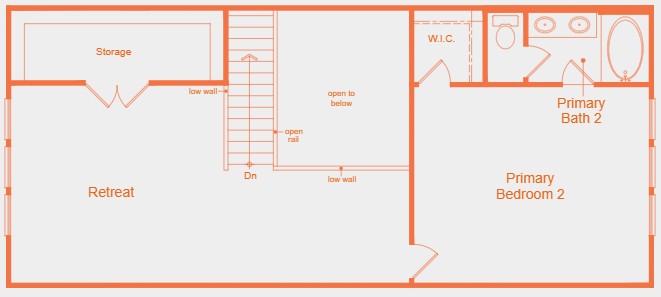 Storage
W.I.C.
low wall
open to
below
Primary
Bath 2
open
rail
Dn
low wall
Retreat
Primary
Bedroom 2